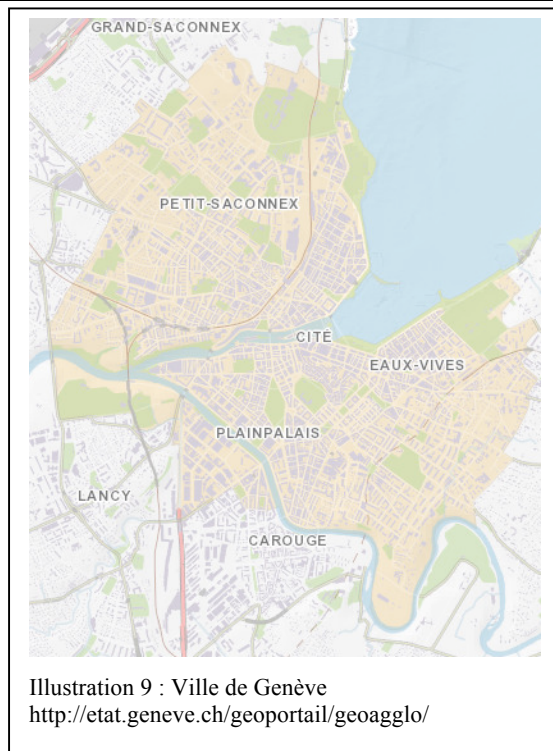 GRAND-SACONNEX
PETIT-SACONNEX
CITÉ
EAUX-VIVES
PLAINPALAIS
LANCY
CAROUGE
Illustration 9 : Ville de Genève
http://etat.geneve.ch/geoportail/geoagglo/